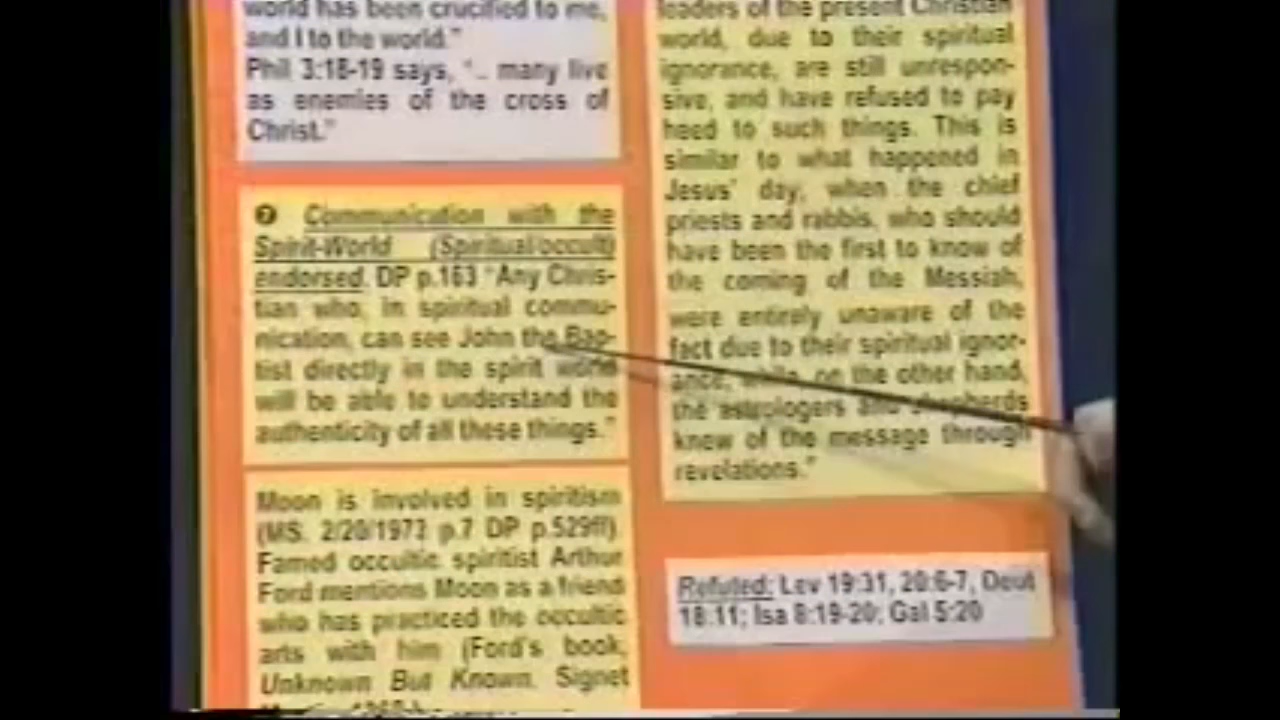 world has been crucified to me,
and I to the world."
Phil 3:18-19 says, ".. many live
as enemies of the cross of
Christ."
❼ Communication with the
Spirit-World (Spiritual/occult)
endorsed. DP p.163 "Any Chris-
tian who, in spiritual commu-
nication, can see John the Bap-
tist directly in the spirit world
will be able to understand the
authenticity of all these things."
Moon is involved in spiritism
(MS. 2/20/1973 p.7 DP p.529ff)
Famed occultic spiritist Arthur
Ford mentions Moon as a friend
who has practiced the occultic
arts with him (Ford's book,
Unknown But Known. Signet
leaders of the present Christian
world, due to their spiritual
ignorance, are still unrespon-
sive, and have refused to pay
heed to such things. This is
similar to what happened in
Jesus' day, when the chief
priests and rabbis, who should
have been the first to know of
the coming of the Messiah,
were entirely unaware of the
fact due to their spiritual ignor-
ance, while, on the other hand,
the astrologers and shepherds
knew of the message through
revelations."
Refuted: Lev 19:31, 20:6-7, Deut
18:11; Isa 8:19-20; Gal 5:20